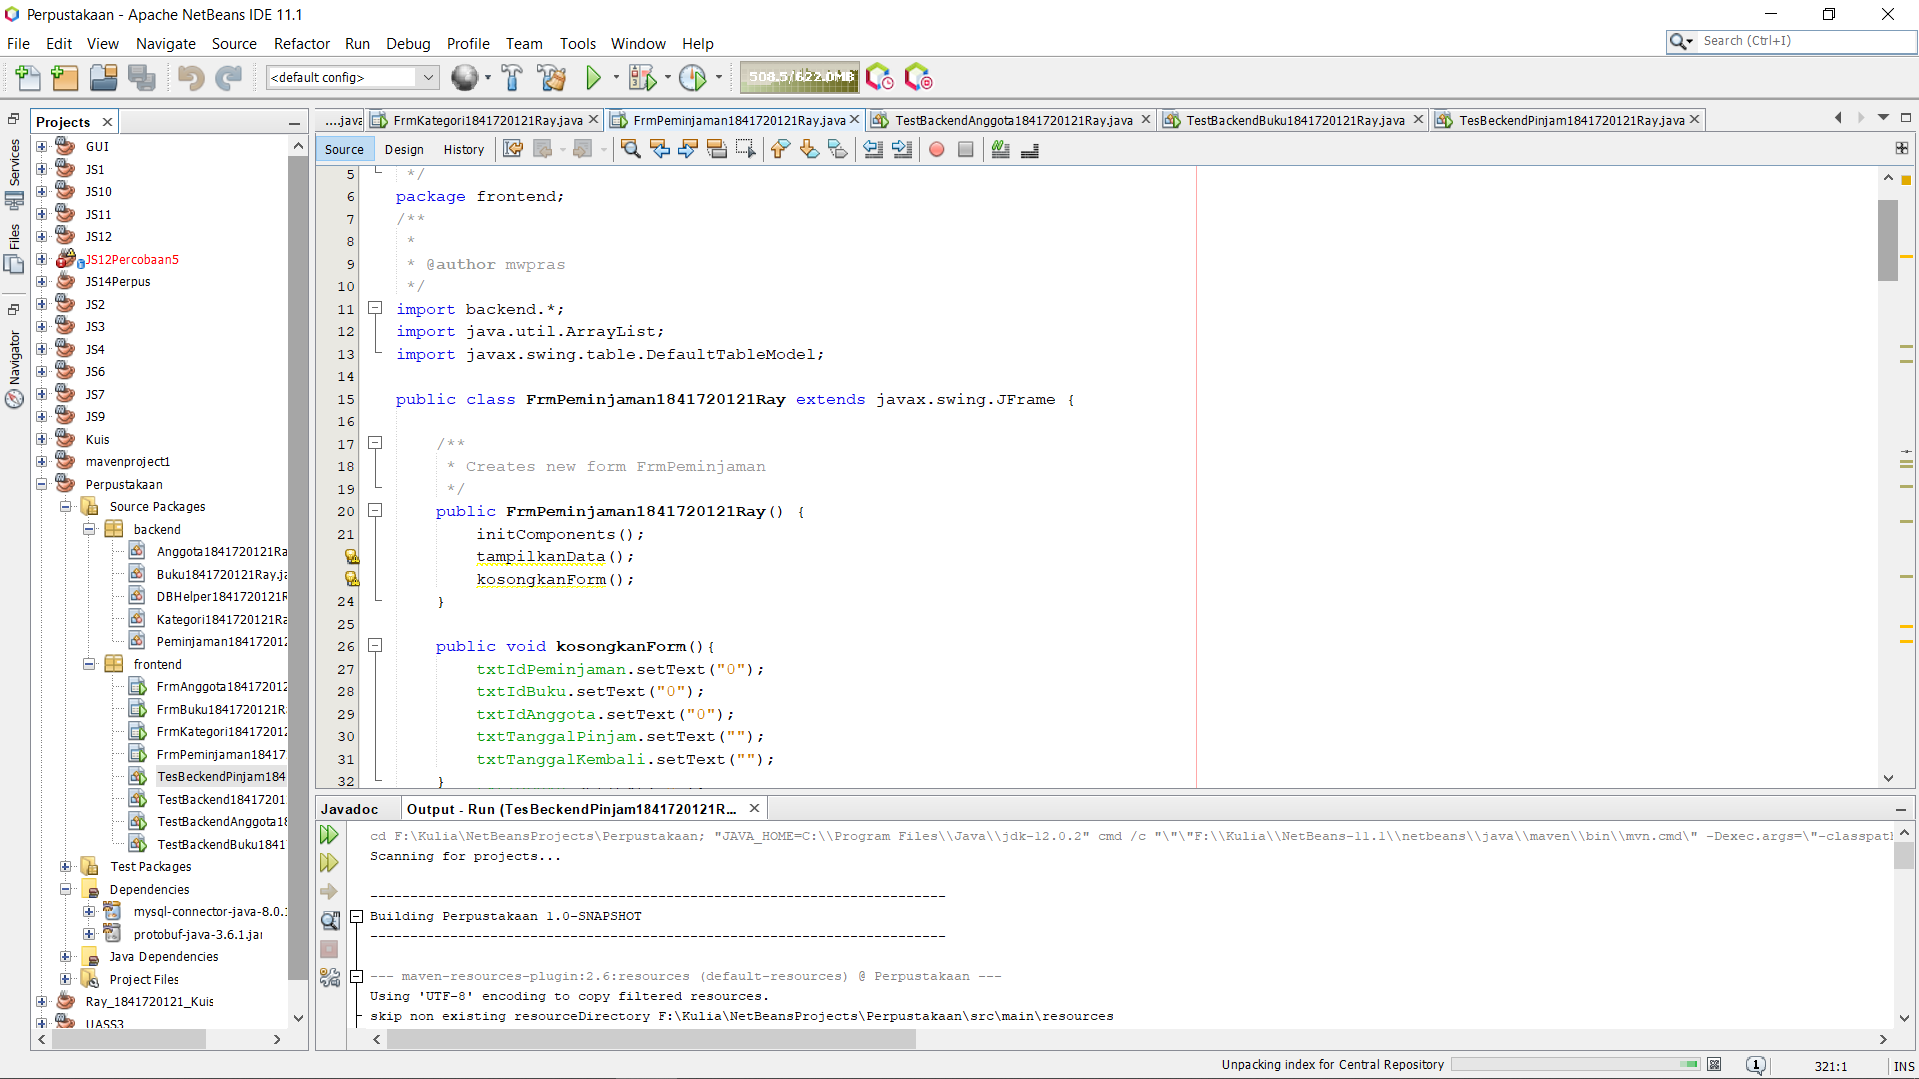 Perpustakaan - Apache NetBeans IDE 11.1
File Edit View Navigate Source Refactor Run Debug Profile Team Tools Window Help
Search (Ctrl+I)
<default config>
508.5/622.0MB
Services
Files
Navigator
Projects
GUI
JS1
JS10
JS11
JS12
JS12Percobaan5
JS14Perpus
JS2
JS3
JS4
JS6
JS7
JS9
Kuis
mavenproject1
Perpustakaan
Source Packages
backend
Anggota1841720121Ra
Buku1841720121Ray.ja
DBHelper1841720121R
Kategori1841720121Ra
Peminjaman184172012
frontend
FrmAnggota184172012
FrmBuku1841720121R
FrmKategori184172012
FrmPeminjaman18417
TesBeckendPinjam184
TestBackend18417201
TestBackendAnggota18
TestBackendBuku1841
Test Packages
Dependencies
mysql-connector-java-8.0.1
protobuf-java-3.6.1.jar
Java Dependencies
Project Files
Ray_1841720121_Kuis
UASS3
....java FrmKategori1841720121Ray.java FrmPeminjaman1841720121Ray.java TestBackendAnggota1841720121Ray.java TestBackendBuku1841720121Ray.java TesBeckendPinjam1841720121Ray.java
Source Design History
5 */
6 package frontend;
7 /**
8 *
9 * @author mwpras
10 */
11 import backend.*;
12 import java.util.ArrayList;
13 import javax.swing.table.DefaultTableModel;
14
15 public class FrmPeminjaman1841720121Ray extends javax.swing.JFrame {
16
17 /**
18 * Creates new form FrmPeminjaman
19 */
20 public FrmPeminjaman1841720121Ray() {
21 initComponents();
tampilkanData();
kosongkanForm();
24 }
25
26 public void kosongkanForm(){
27 txtIdPeminjaman.setText("0");
28 txtIdBuku.setText("0");
29 txtIdAnggota.setText("0");
30 txtTanggalPinjam.setText("");
31 txtTanggalKembali.setText("");
32 }
Javadoc Output - Run (TesBeckendPinjam1841720121R...
cd F:\Kulia\NetBeansProjects\Perpustakaan; "JAVA_HOME=C:\\Program Files\\Java\\jdk-12.0.2" cmd /c "\"\"F:\\Kulia\\NetBeans-11.1\\netbeans\\java\\maven\\bin\\mvn.cmd\" -Dexec.args=\"-classpath
Scanning for projects...
------------------------------------------------------------------------
Building Perpustakaan 1.0-SNAPSHOT
------------------------------------------------------------------------
--- maven-resources-plugin:2.6:resources (default-resources) @ Perpustakaan ---
Using 'UTF-8' encoding to copy filtered resources.
skip non existing resourceDirectory F:\Kulia\NetBeansProjects\Perpustakaan\src\main\resources
Unpacking index for Central Repository
1
321:1
INS